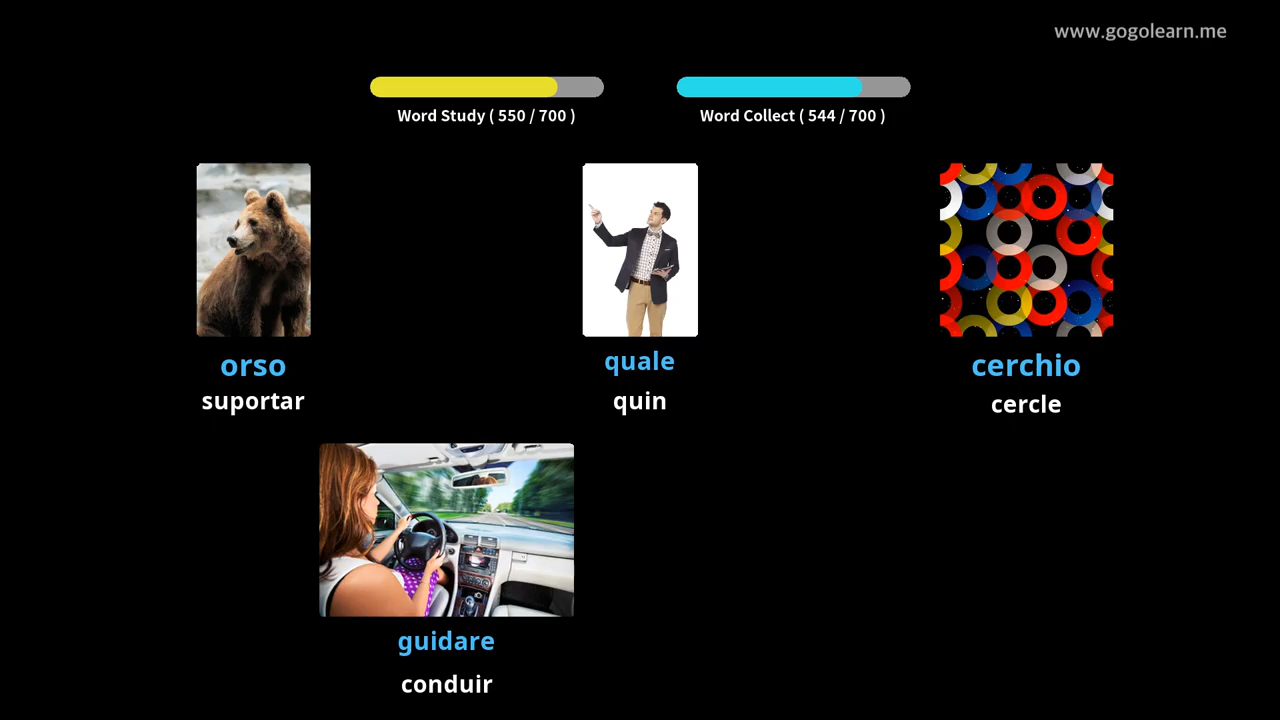 www.gogolearn.me
Word Study ( 550 / 700 )
Word Collect ( 544 / 700 )
orso
suportar
quale
quin
cerchio
cercle
guidare
conduir